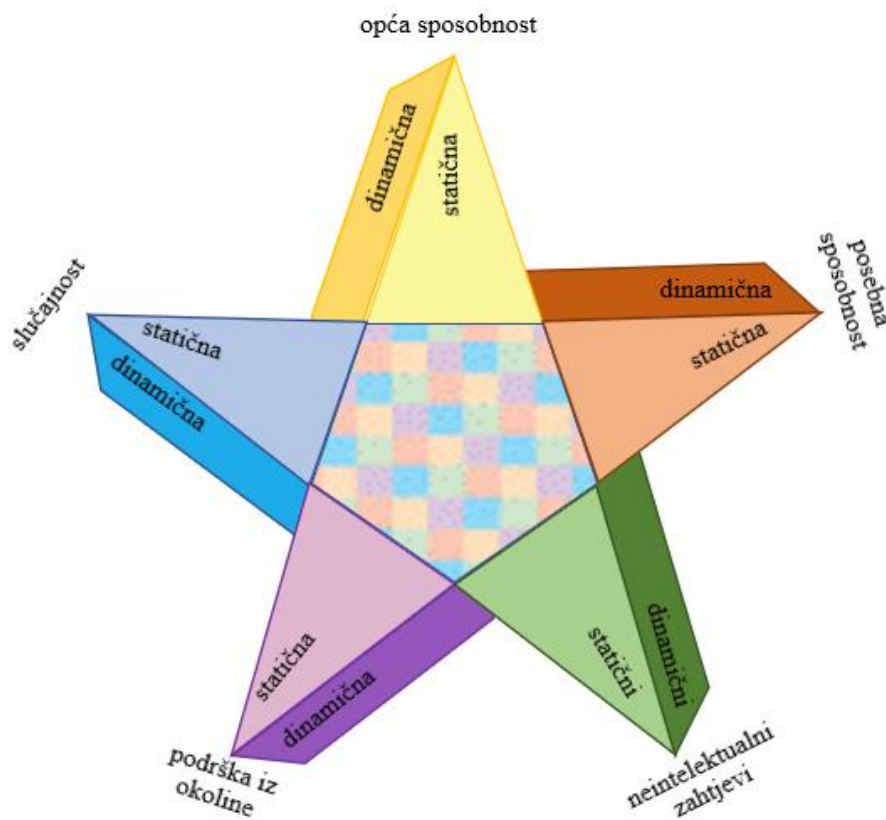 opća sposobnost
dinamična
statična
posebna
sposobnost
dinamična
statična
slučajnost
statična
dinamična
statična
dinamična
podrška iz
okoline
statični
dinamični
neintelektualni
zahtjevi